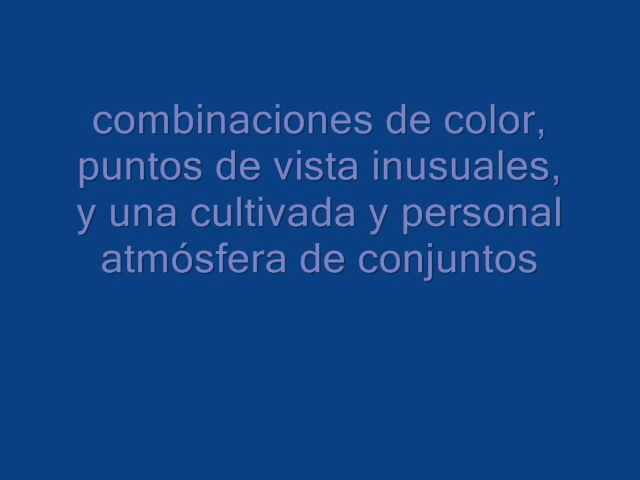 combinaciones de color,
puntos de vista inusuales,
y una cultivada y personal
atmósfera de conjuntos